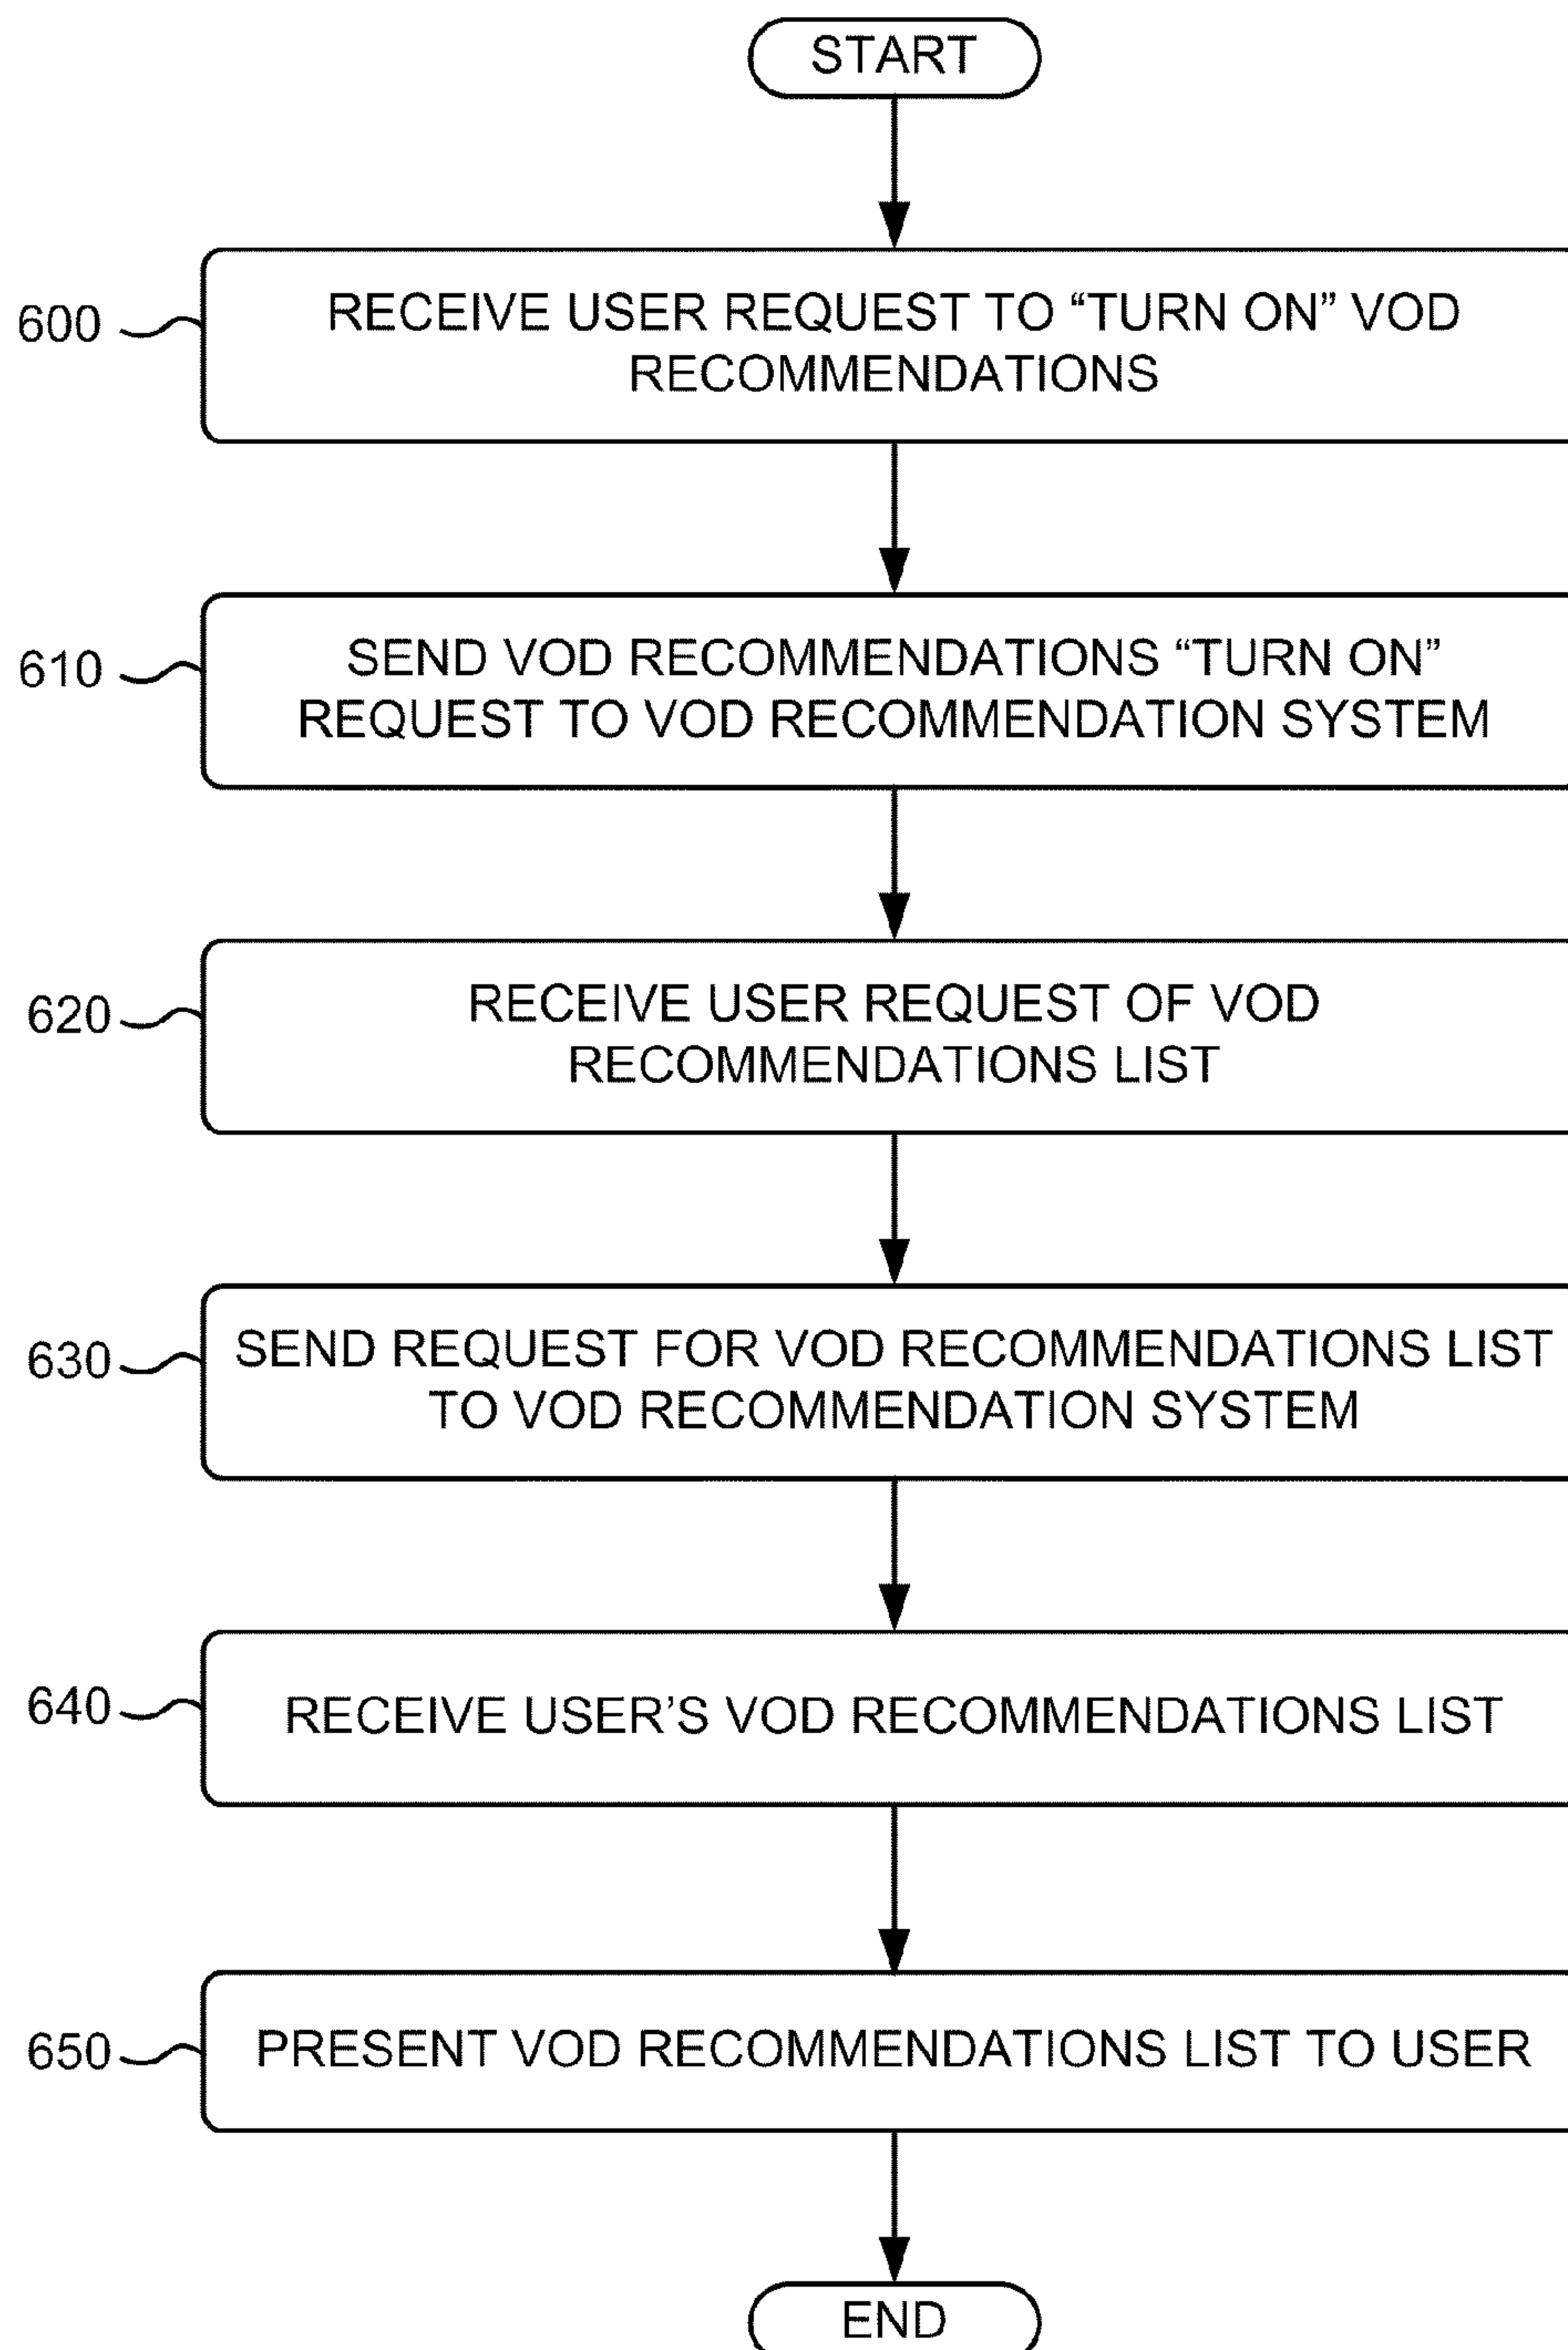 START
600
RECEIVE USER REQUEST TO “TURN ON” VOD
RECOMMENDATIONS
610
SEND VOD RECOMMENDATIONS “TURN ON”
REQUEST TO VOD RECOMMENDATION SYSTEM
620
RECEIVE USER REQUEST OF VOD
RECOMMENDATIONS LIST
630
SEND REQUEST FOR VOD RECOMMENDATIONS LIST
TO VOD RECOMMENDATION SYSTEM
640
RECEIVE USER’S VOD RECOMMENDATIONS LIST
650
PRESENT VOD RECOMMENDATIONS LIST TO USER
END